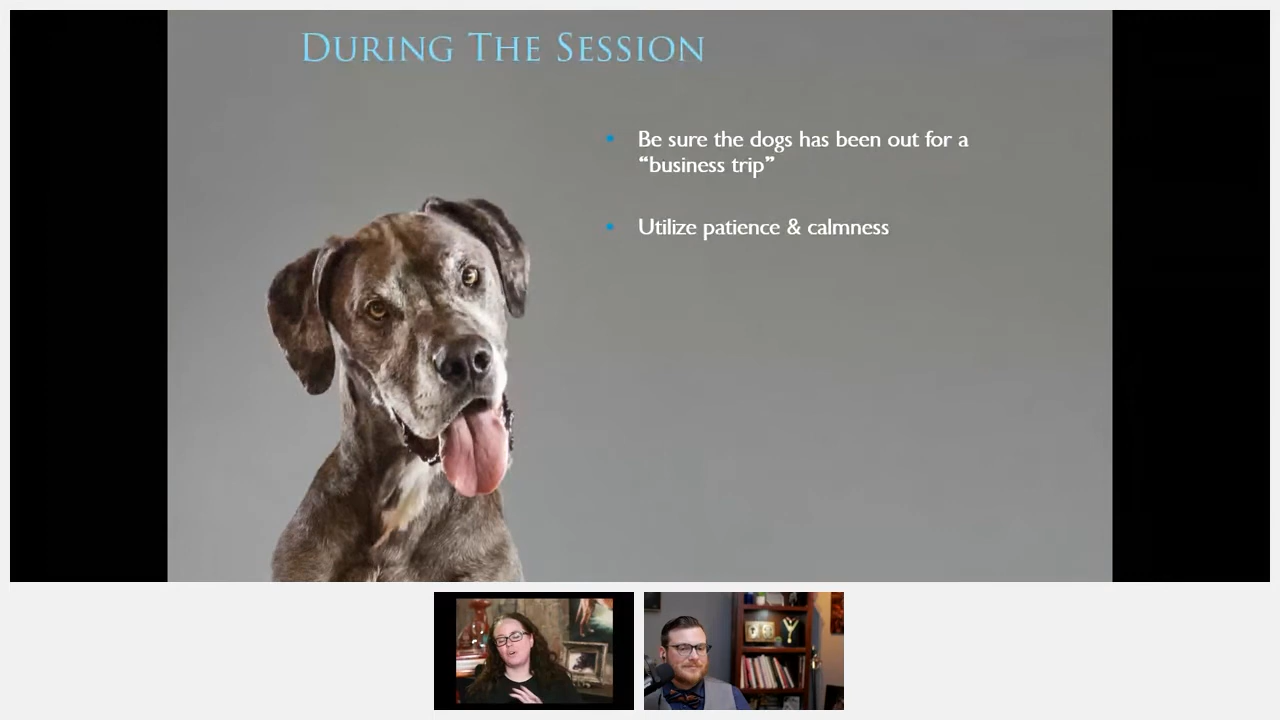 DURING THE SESSION
• Be sure the dogs has been out for a
“business trip”
• Utilize patience & calmness